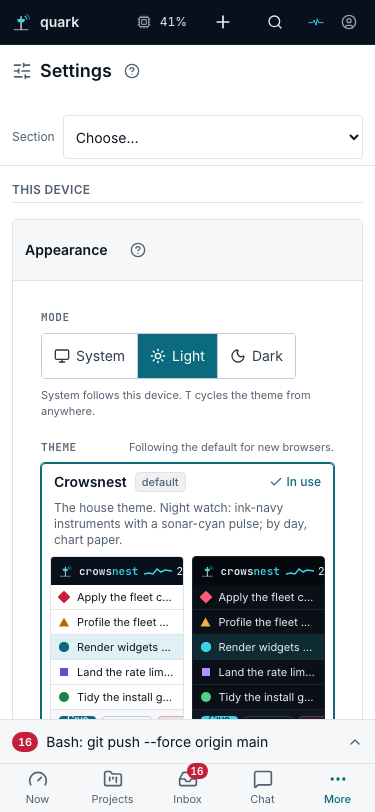 quark
41%
Settings
Section
Choose...
THIS DEVICE
Appearance
MODE
System
Light
Dark
System follows this device. T cycles the theme from
anywhere.
THEME
Following the default for new browsers.
Crowsnest
default
In use
The house theme. Night watch: ink-navy
instruments with a sonar-cyan pulse; by day,
chart paper.
crowsnest
2
crowsnest
2
Apply the fleet c...
Apply the fleet c...
Profile the fleet ...
Profile the fleet ...
Render widgets ...
Render widgets ...
Land the rate lim...
Land the rate lim...
Tidy the install g...
Tidy the install g...
16
Bash: git push --force origin main
16
Now
Projects
Inbox
Chat
More